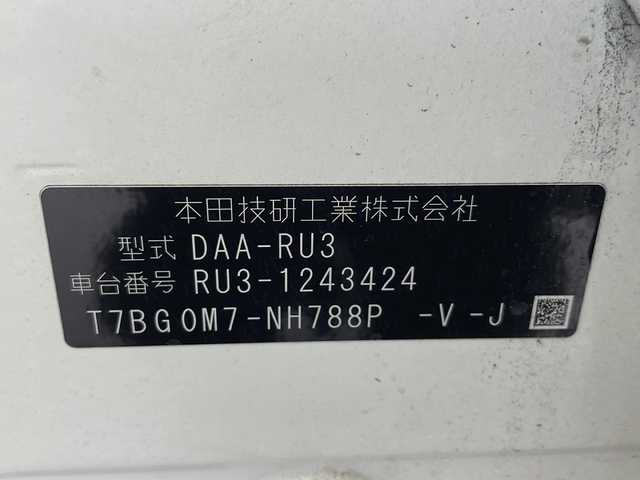 本田技研工業株式会社
型式 DAA-RU3
車台番号 RU3-1243424
T7BG0M7-NH788P -V-J